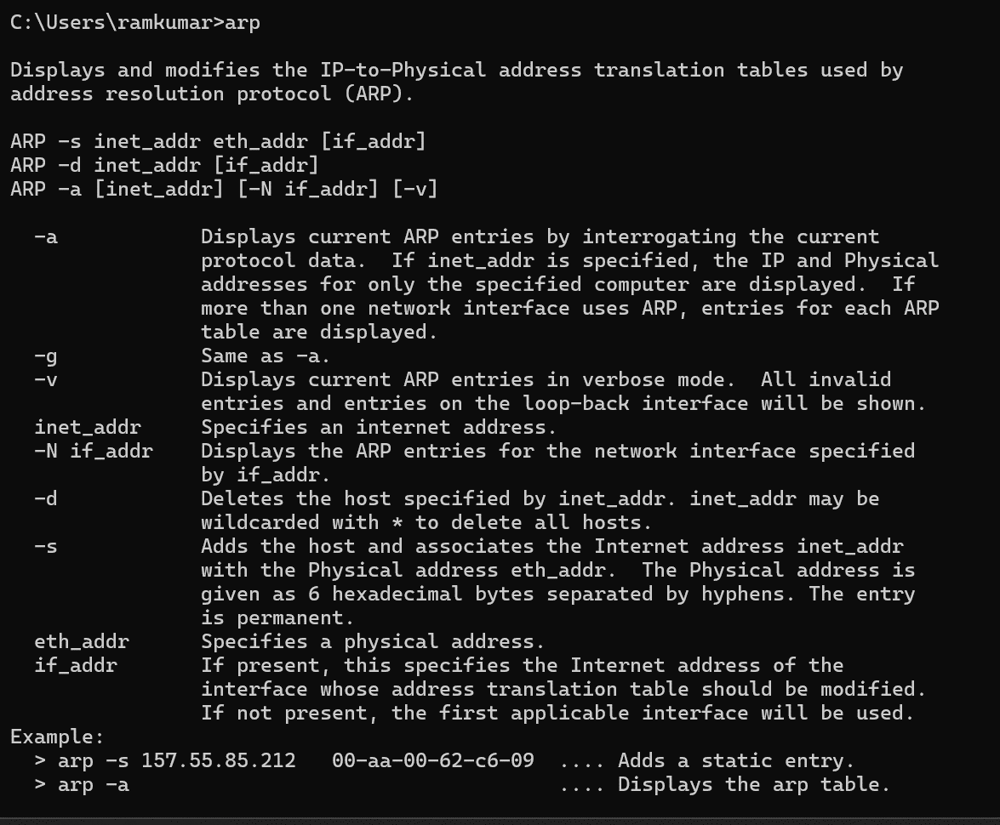 C:\Users\ramkumar>arp
Displays and modifies the IP-to-Physical address translation tables used by
address resolution protocol (ARP).
ARP -s inet_addr eth_addr [if_addr]
ARP -d inet_addr [if_addr]
ARP -a [inet_addr] [-N if_addr] [-v]
  -a            Displays current ARP entries by interrogating the current
                protocol data.  If inet_addr is specified, the IP and Physical
                addresses for only the specified computer are displayed.  If
                more than one network interface uses ARP, entries for each ARP
                table are displayed.
  -g            Same as -a.
  -v            Displays current ARP entries in verbose mode.  All invalid
                entries and entries on the loop-back interface will be shown.
  inet_addr     Specifies an internet address.
  -N if_addr    Displays the ARP entries for the network interface specified
                by if_addr.
  -d            Deletes the host specified by inet_addr. inet_addr may be
                wildcarded with * to delete all hosts.
  -s            Adds the host and associates the Internet address inet_addr
                with the Physical address eth_addr.  The Physical address is
                given as 6 hexadecimal bytes separated by hyphens. The entry
                is permanent.
  eth_addr      Specifies a physical address.
  if_addr       If present, this specifies the Internet address of the
                interface whose address translation table should be modified.
                If not present, the first applicable interface will be used.
Example:
  > arp -s 157.55.85.212   00-aa-00-62-c6-09  .... Adds a static entry.
  > arp -a                                    .... Displays the arp table.